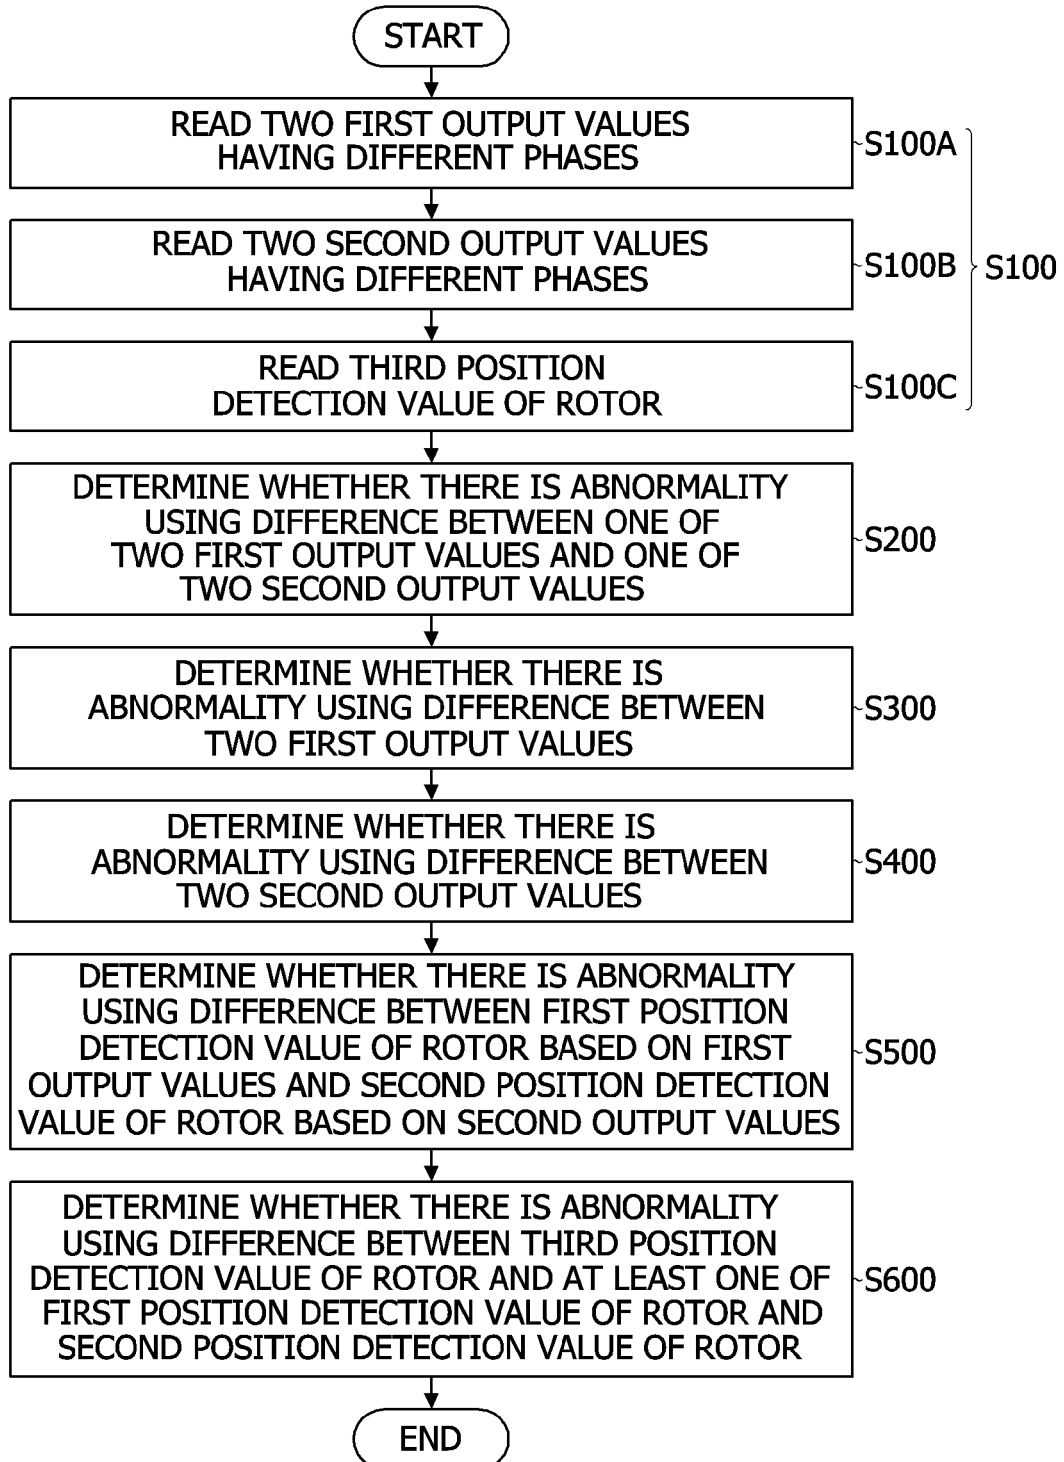 START
READ TWO FIRST OUTPUT VALUES
HAVING DIFFERENT PHASES
S100A
READ TWO SECOND OUTPUT VALUES
HAVING DIFFERENT PHASES
S100B
S100
READ THIRD POSITION
DETECTION VALUE OF ROTOR
S100C
DETERMINE WHETHER THERE IS ABNORMALITY
USING DIFFERENCE BETWEEN ONE OF
TWO FIRST OUTPUT VALUES AND ONE OF
TWO SECOND OUTPUT VALUES
S200
DETERMINE WHETHER THERE IS
ABNORMALITY USING DIFFERENCE BETWEEN
TWO FIRST OUTPUT VALUES
S300
DETERMINE WHETHER THERE IS
ABNORMALITY USING DIFFERENCE BETWEEN
TWO SECOND OUTPUT VALUES
S400
DETERMINE WHETHER THERE IS ABNORMALITY
USING DIFFERENCE BETWEEN FIRST POSITION
DETECTION VALUE OF ROTOR BASED ON FIRST
OUTPUT VALUES AND SECOND POSITION DETECTION
VALUE OF ROTOR BASED ON SECOND OUTPUT VALUES
S500
DETERMINE WHETHER THERE IS ABNORMALITY
USING DIFFERENCE BETWEEN THIRD POSITION
DETECTION VALUE OF ROTOR AND AT LEAST ONE OF
FIRST POSITION DETECTION VALUE OF ROTOR AND
SECOND POSITION DETECTION VALUE OF ROTOR
S600
END